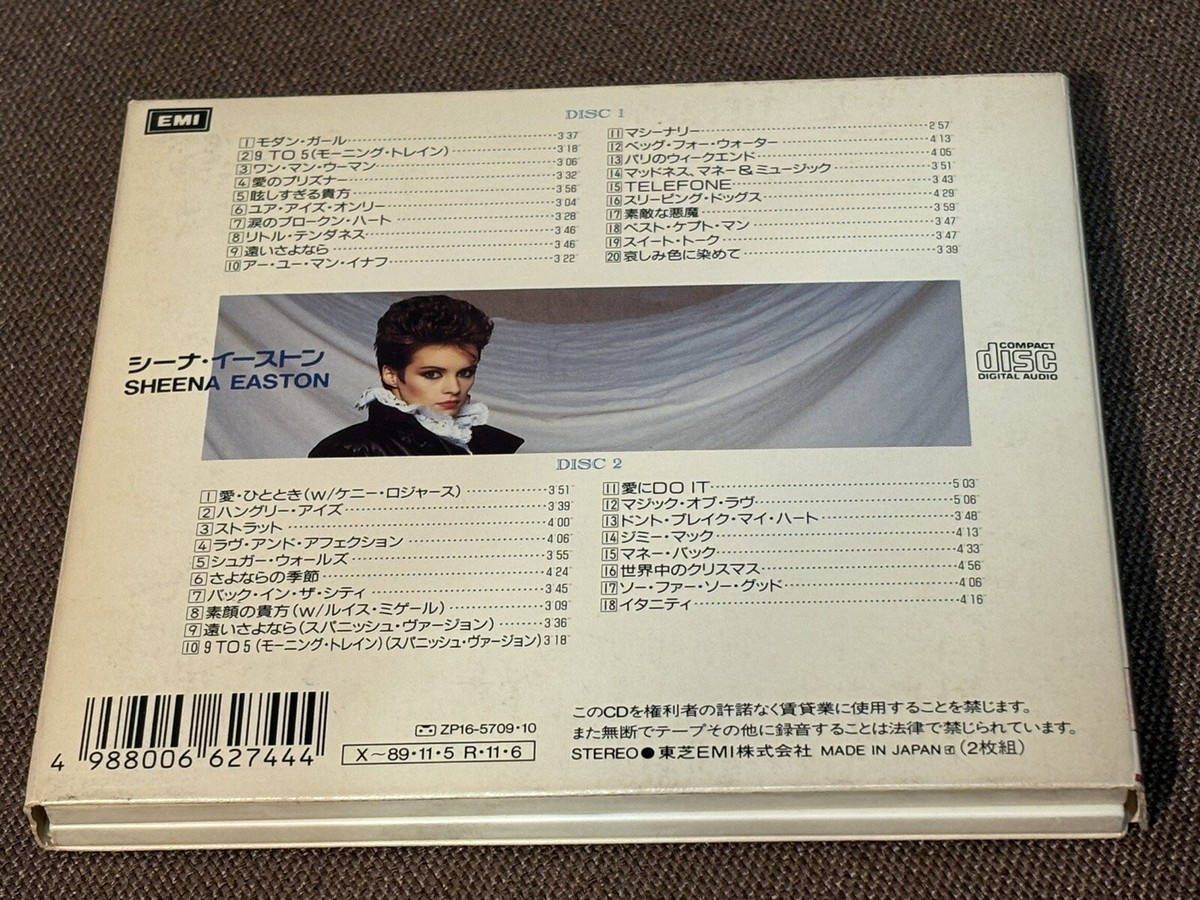 EMI
DISC 1
1 モダン・ガール 3'37"
2 9 TO 5(モーニング・トレイン) 3'18"
3 ワン・マン・ウーマン 3'06"
4 愛のプリズナー 3'32"
5 眩しすぎる貴方 3'56"
6 ユア・アイズ・オンリー 3'04"
7 涙のブロークン・ハート 3'28"
8 リトル・テンダネス 3'46"
9 遠いさよなら 3'46"
10 アー・ユー・マン・イナフ 3'22"
11 マシーナリー 2'57"
12 ベッグ・フォー・ウォーター 4'13"
13 パリのウィークエンド 4'05"
14 マッドネス、マネー&ミュージック 3'51"
15 TELEFONE 3'43"
16 スリーピング・ドッグス 4'29"
17 素敵な悪魔 3'59"
18 ベスト・ケプト・マン 3'47"
19 スイート・トーク 3'47"
20 哀しみ色に染めて 3'39"
シーナ・イーストン
SHEENA EASTON
COMPACT
disc
DIGITAL AUDIO
DISC 2
1 愛・ひととき(w/ケニー・ロジャース) 3'51"
2 ハングリー・アイズ 3'39"
3 ストラット 4'00"
4 ラヴ・アンド・アフェクション 4'06"
5 シュガー・ウォールズ 3'55"
6 さよならの季節 4'24"
7 バック・イン・ザ・シティ 3'45"
8 素顔の貴方(w/ルイス・ミゲール) 3'09"
9 遠いさよなら(スパニッシュ・ヴァージョン) 3'36"
10 9 TO 5(モーニング・トレイン)(スパニッシュ・ヴァージョン) 3'18"
11 愛にDO IT 5'03"
12 マジック・オブ・ラヴ 5'06"
13 ドント・ブレイク・マイ・ハート 3'48"
14 ジミー・マック 4'13"
15 マネー・バック 4'33"
16 世界中のクリスマス 4'56"
17 ソー・ファー・ソー・グッド 4'06"
18 イタニティ 4'16"
4 988006 627444
ZP16-5709・10
X〜89・11・5 R・11・6
このCDを権利者の許諾なく賃貸業に使用することを禁じます。
また無断でテープその他に録音することは法律で禁じられています。
STEREO●東芝EMI株式会社 MADE IN JAPAN (2枚組)